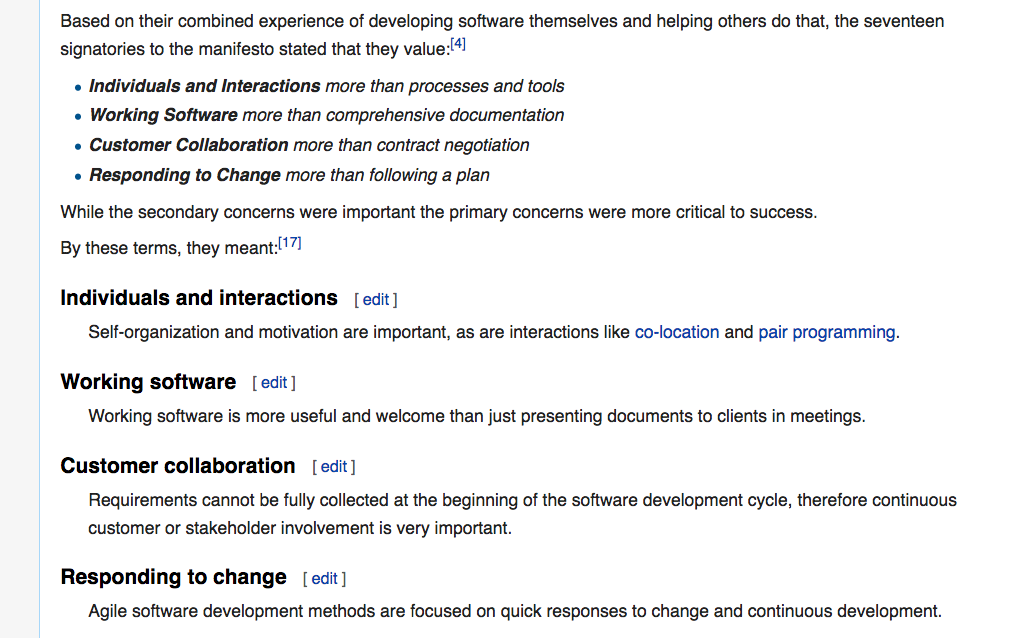 Based on their combined experience of developing software themselves and helping others do that, the seventeen
signatories to the manifesto stated that they value:[4]
• Individuals and Interactions more than processes and tools
• Working Software more than comprehensive documentation
• Customer Collaboration more than contract negotiation
• Responding to Change more than following a plan
While the secondary concerns were important the primary concerns were more critical to success.
By these terms, they meant:[17]
Individuals and interactions [ edit ]
Self-organization and motivation are important, as are interactions like co-location and pair programming.
Working software [ edit ]
Working software is more useful and welcome than just presenting documents to clients in meetings.
Customer collaboration [ edit ]
Requirements cannot be fully collected at the beginning of the software development cycle, therefore continuous
customer or stakeholder involvement is very important.
Responding to change [ edit ]
Agile software development methods are focused on quick responses to change and continuous development.